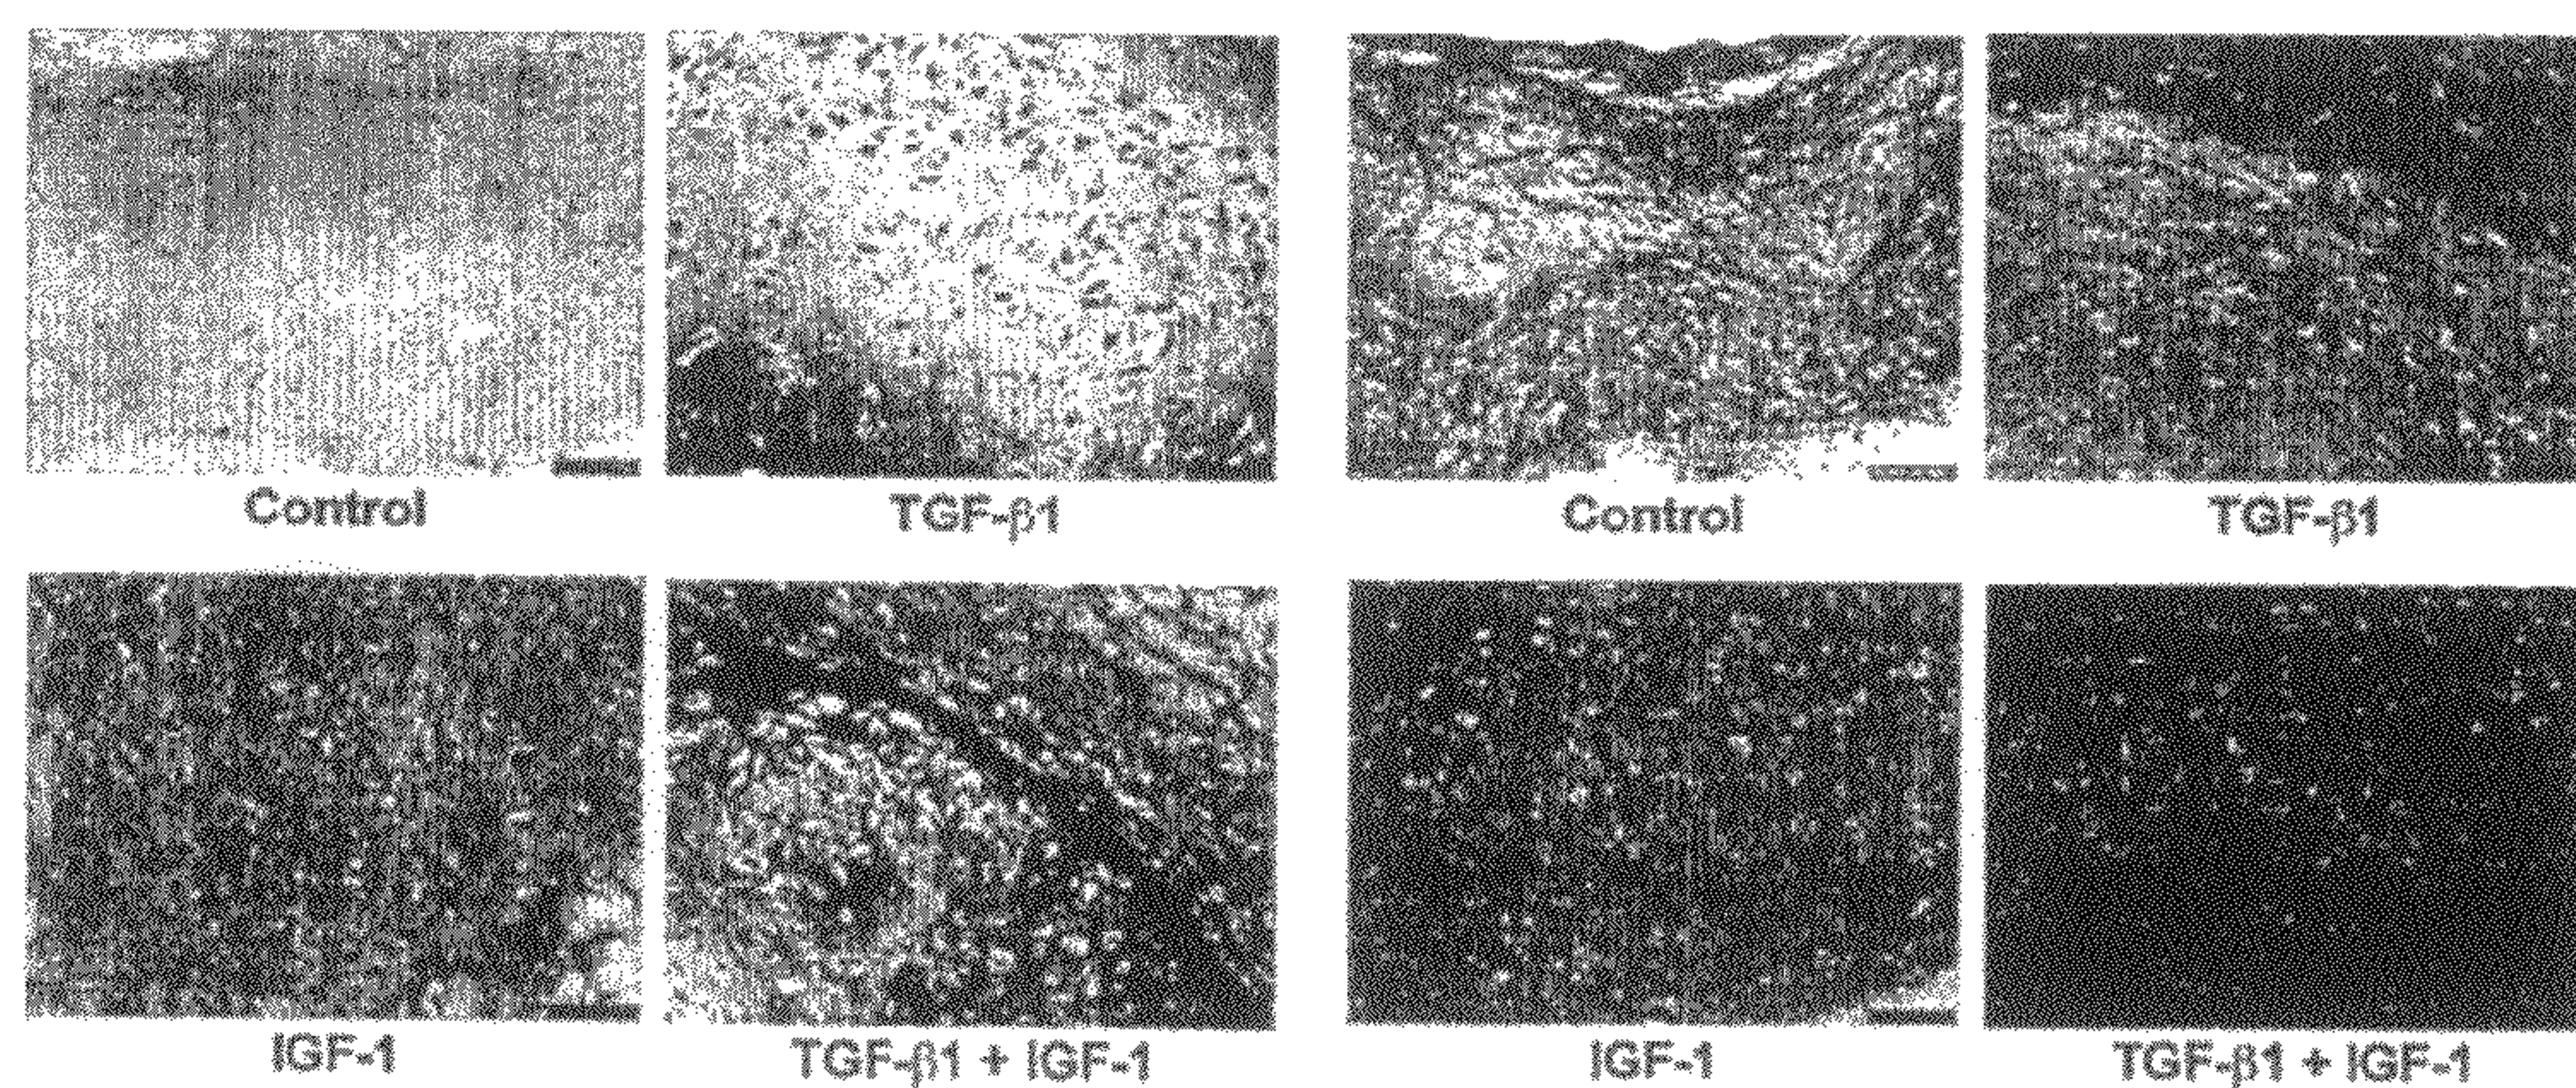 Control TGF-β1 Control TGF-β1
IGF-1 TGF-β1 + IGF-1 IGF-1 TGF-β1 + IGF-1